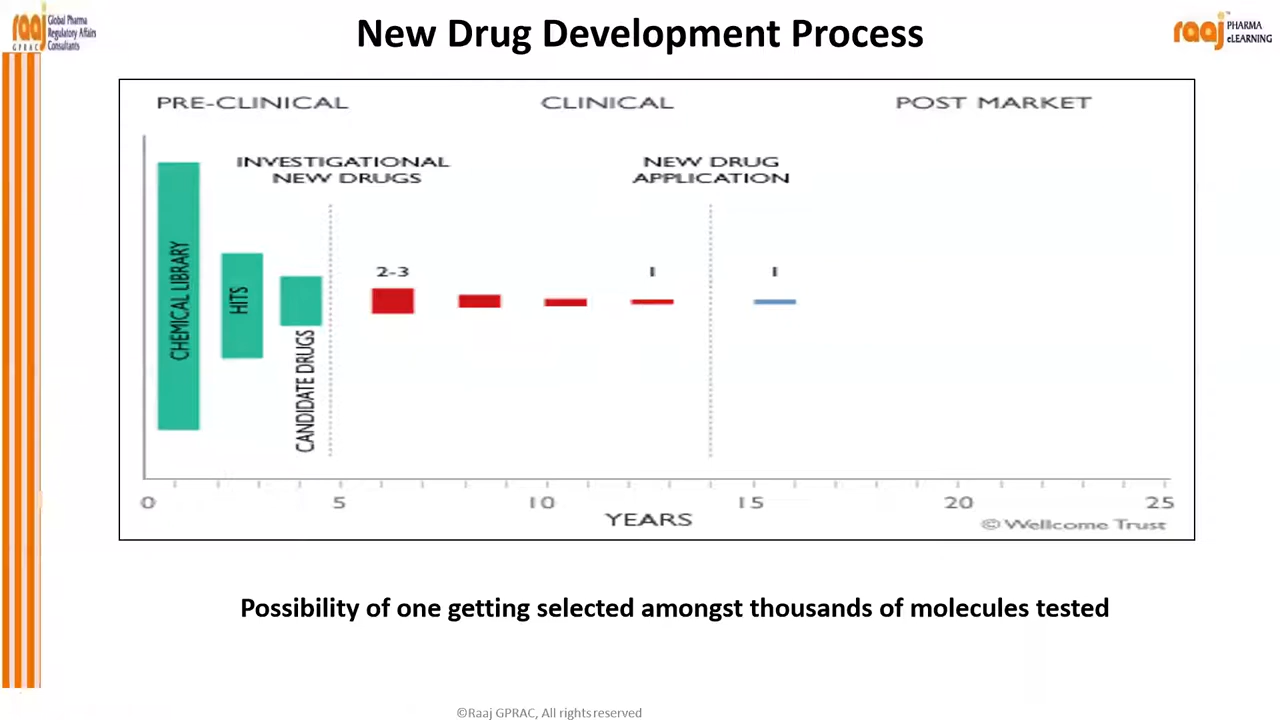 raaj
GPRAC
Global Pharma
Regulatory Affairs
Consultants
New Drug Development Process
raaj
™
PHARMA
eLEARNING
PRE-CLINICAL
CLINICAL
POST MARKET
INVESTIGATIONAL
NEW DRUGS
NEW DRUG
APPLICATION
CHEMICAL LIBRARY
HITS
CANDIDATE DRUGS
2-3
1
1
0
5
10
15
20
25
YEARS
© Wellcome Trust
Possibility of one getting selected amongst thousands of molecules tested
©Raaj GPRAC, All rights reserved